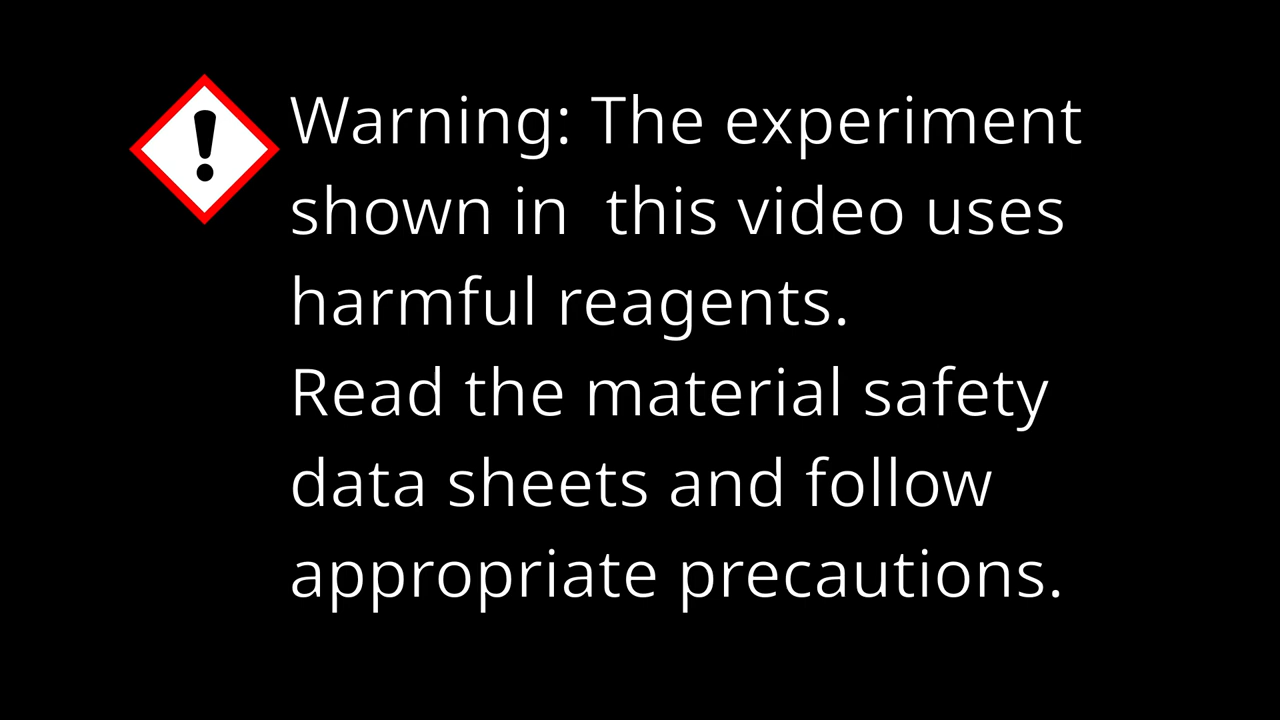 Warning: The experiment
shown in  this video uses
harmful reagents.
Read the material safety
data sheets and follow
appropriate precautions.